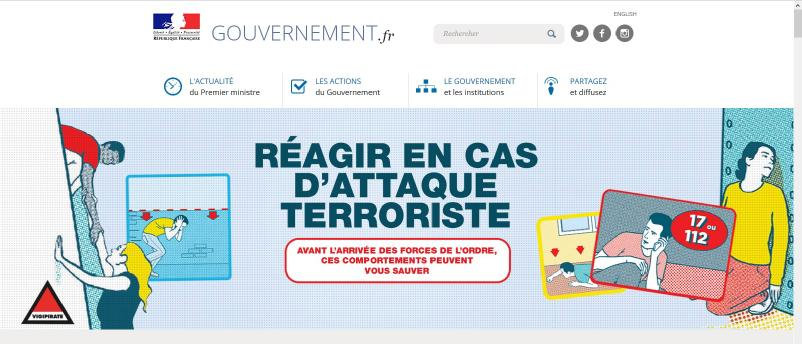 ENGLISH
Liberté • Égalité • Fraternité
RÉPUBLIQUE FRANÇAISE
GOUVERNEMENT.fr
Rechercher
L'ACTUALITÉ
du Premier ministre
LES ACTIONS
du Gouvernement
LE GOUVERNEMENT
et les institutions
PARTAGEZ
et diffusez
RÉAGIR EN CAS
D'ATTAQUE
TERRORISTE
AVANT L'ARRIVÉE DES FORCES DE L'ORDRE,
CES COMPORTEMENTS PEUVENT
VOUS SAUVER
17 OU
112
VIGIPIRATE